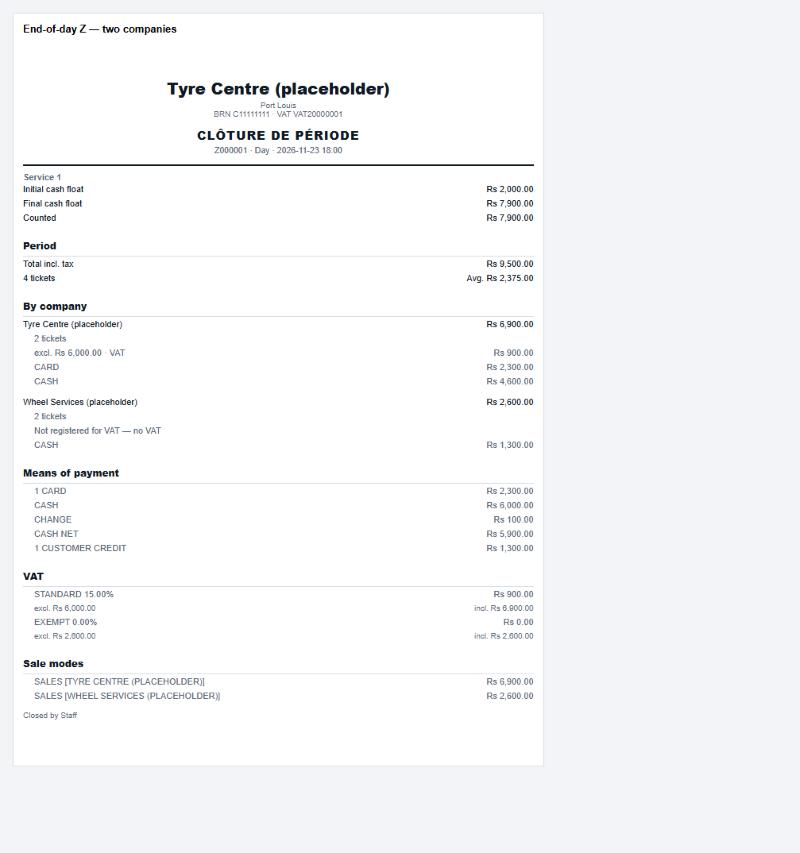 End-of-day Z — two companies
Tyre Centre (placeholder)
Port Louis
BRN C11111111 · VAT VAT20000001
CLÔTURE DE PÉRIODE
Z000001 · Day · 2026-11-23 18:00
Service 1
Initial cash float Rs 2,000.00
Final cash float Rs 7,900.00
Counted Rs 7,900.00
Period
Total incl. tax Rs 9,500.00
4 tickets Avg. Rs 2,375.00
By company
Tyre Centre (placeholder) Rs 6,900.00
2 tickets
excl. Rs 6,000.00 · VAT Rs 900.00
CARD Rs 2,300.00
CASH Rs 4,600.00
Wheel Services (placeholder) Rs 2,600.00
2 tickets
Not registered for VAT — no VAT
CASH Rs 1,300.00
Means of payment
1 CARD Rs 2,300.00
CASH Rs 6,000.00
CHANGE Rs 100.00
CASH NET Rs 5,900.00
1 CUSTOMER CREDIT Rs 1,300.00
VAT
STANDARD 15.00% Rs 900.00
excl. Rs 6,000.00 incl. Rs 6,900.00
EXEMPT 0.00% Rs 0.00
excl. Rs 2,600.00 incl. Rs 2,600.00
Sale modes
SALES [TYRE CENTRE (PLACEHOLDER)] Rs 6,900.00
SALES [WHEEL SERVICES (PLACEHOLDER)] Rs 2,600.00
Closed by Staff